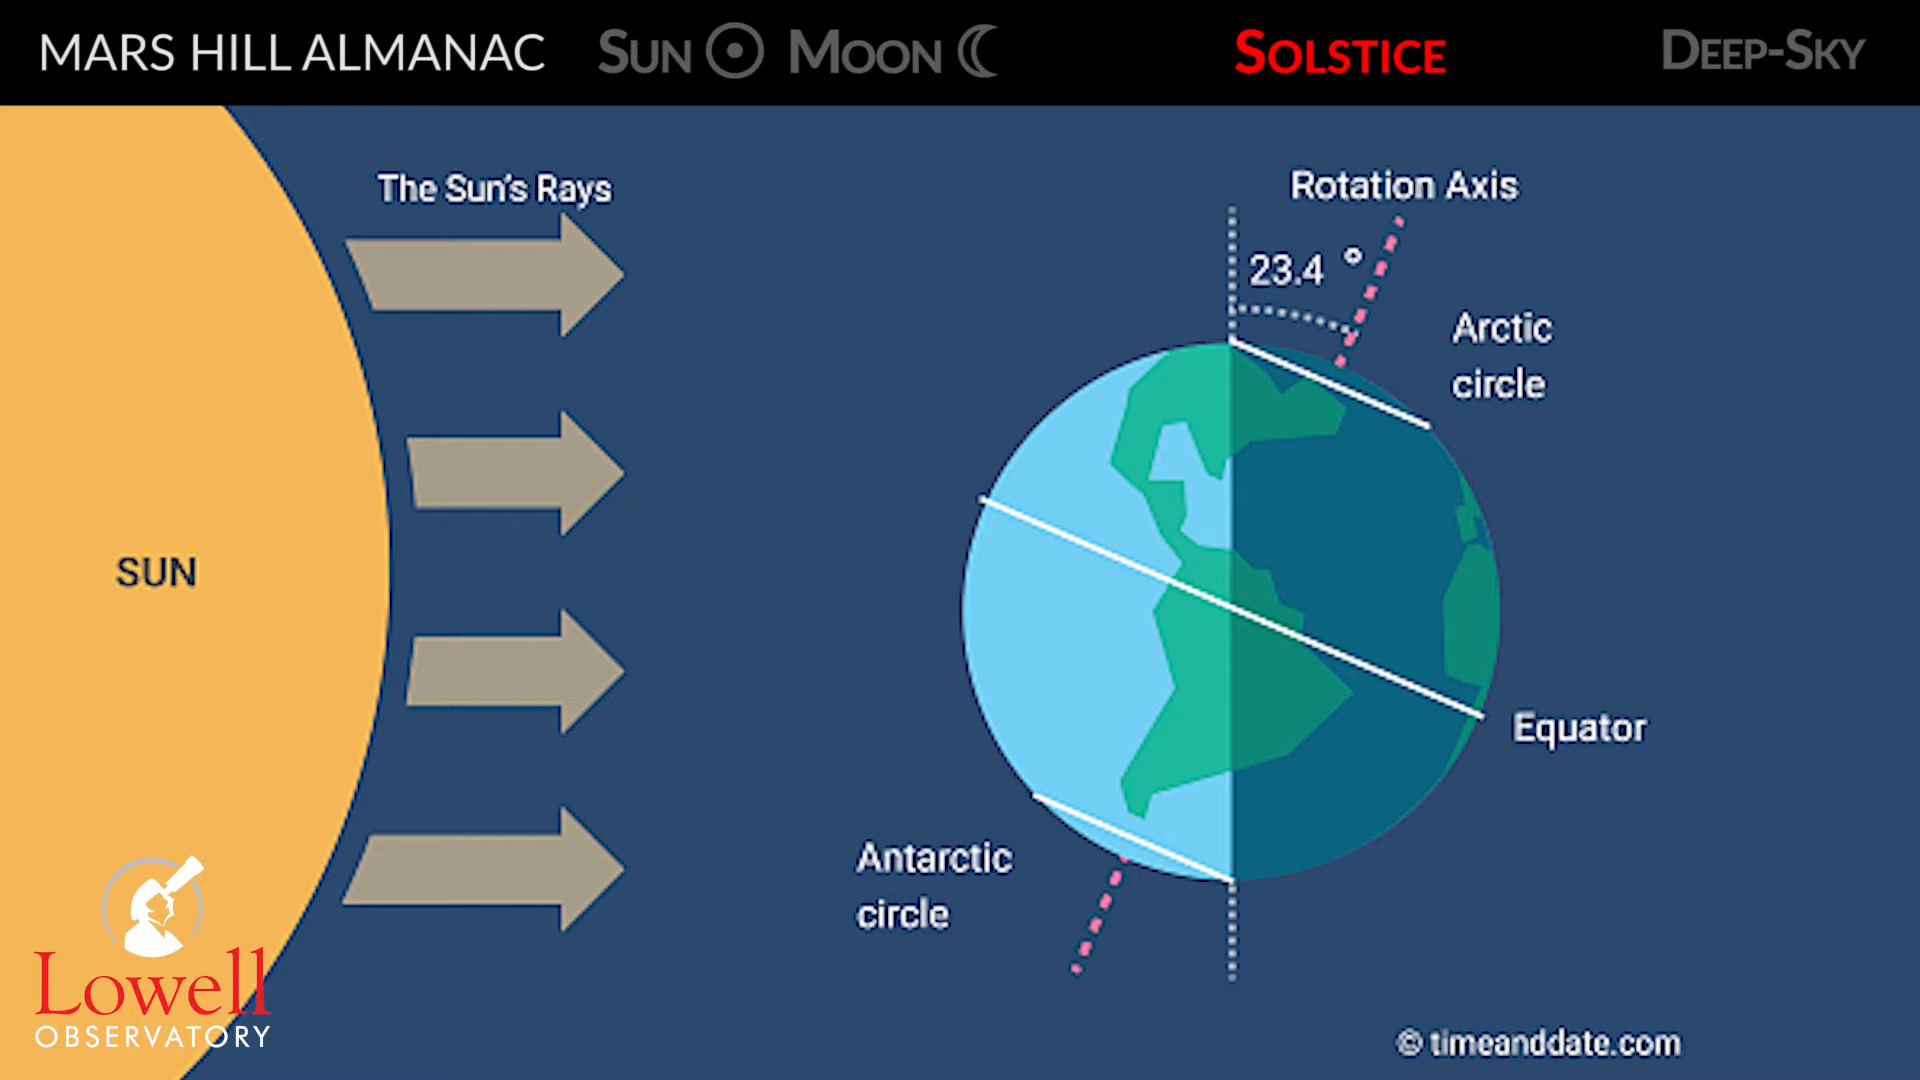 MARS HILL ALMANAC
SUN
MOON
SOLSTICE
DEEP-SKY
The Sun's Rays
Rotation Axis
23.4 °
Arctic
circle
SUN
Equator
Antarctic
circle
LOWELL
OBSERVATORY
© timeanddate.com